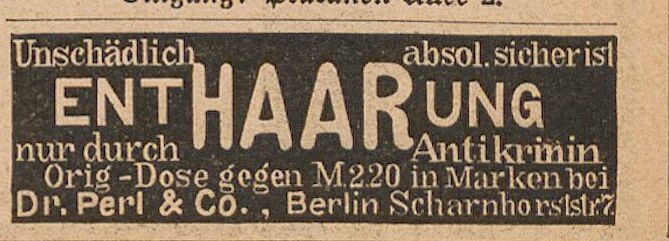 Unschädlich absol. sicher ist
ENTHAARUNG
nur durch Antikrinin.
Orig-Dose gegen M.2.20 in Marken bei
Dr. Perl & Co., Berlin Scharnhorststr.7.